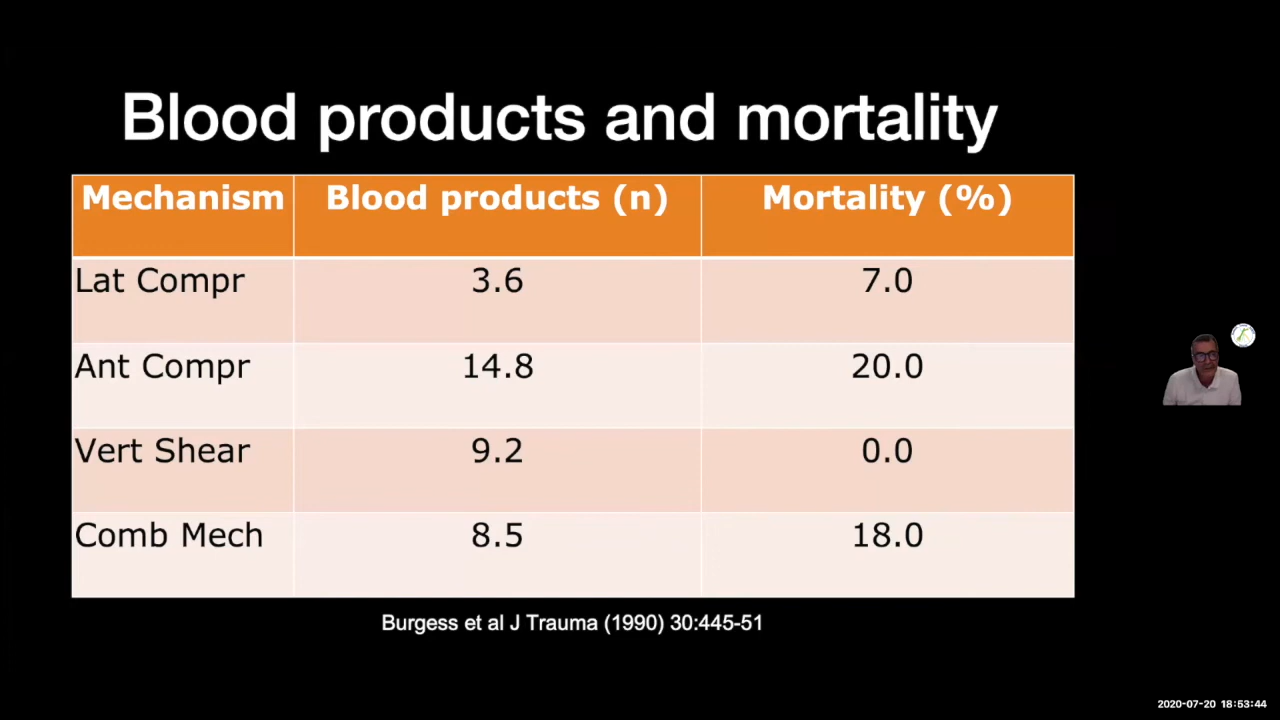 Blood products and mortality
Mechanism Blood products (n) Mortality (%)
Lat Compr 3.6 7.0
Ant Compr 14.8 20.0
Vert Shear 9.2 0.0
Comb Mech 8.5 18.0
Burgess et al J Trauma (1990) 30:445-51
2020-07-20 18:53:44